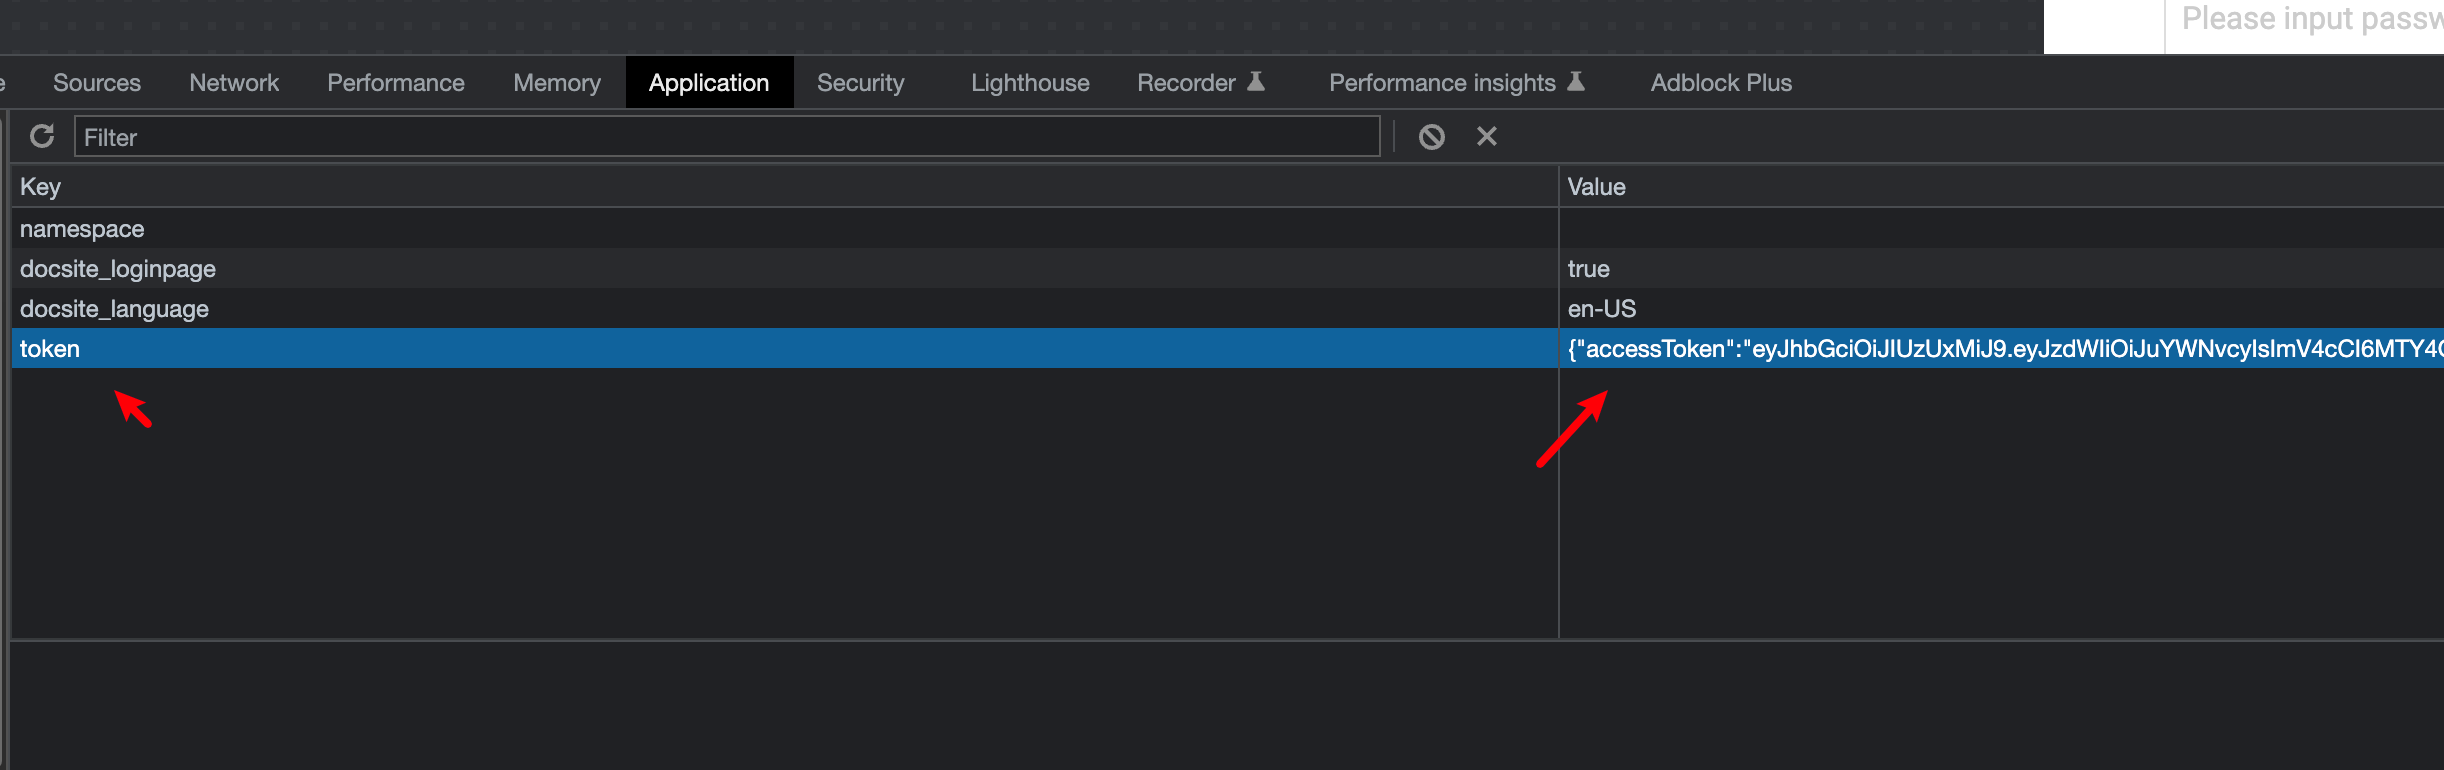 Please input passw
e Sources Network Performance Memory Application Security Lighthouse Recorder Performance insights Adblock Plus
Filter
Key Value
namespace
docsite_loginpage true
docsite_language en-US
token {"accessToken":"eyJhbGciOiJIUzUxMiJ9.eyJzdWIiOiJuYWNvcyIsImV4cCI6MTY4